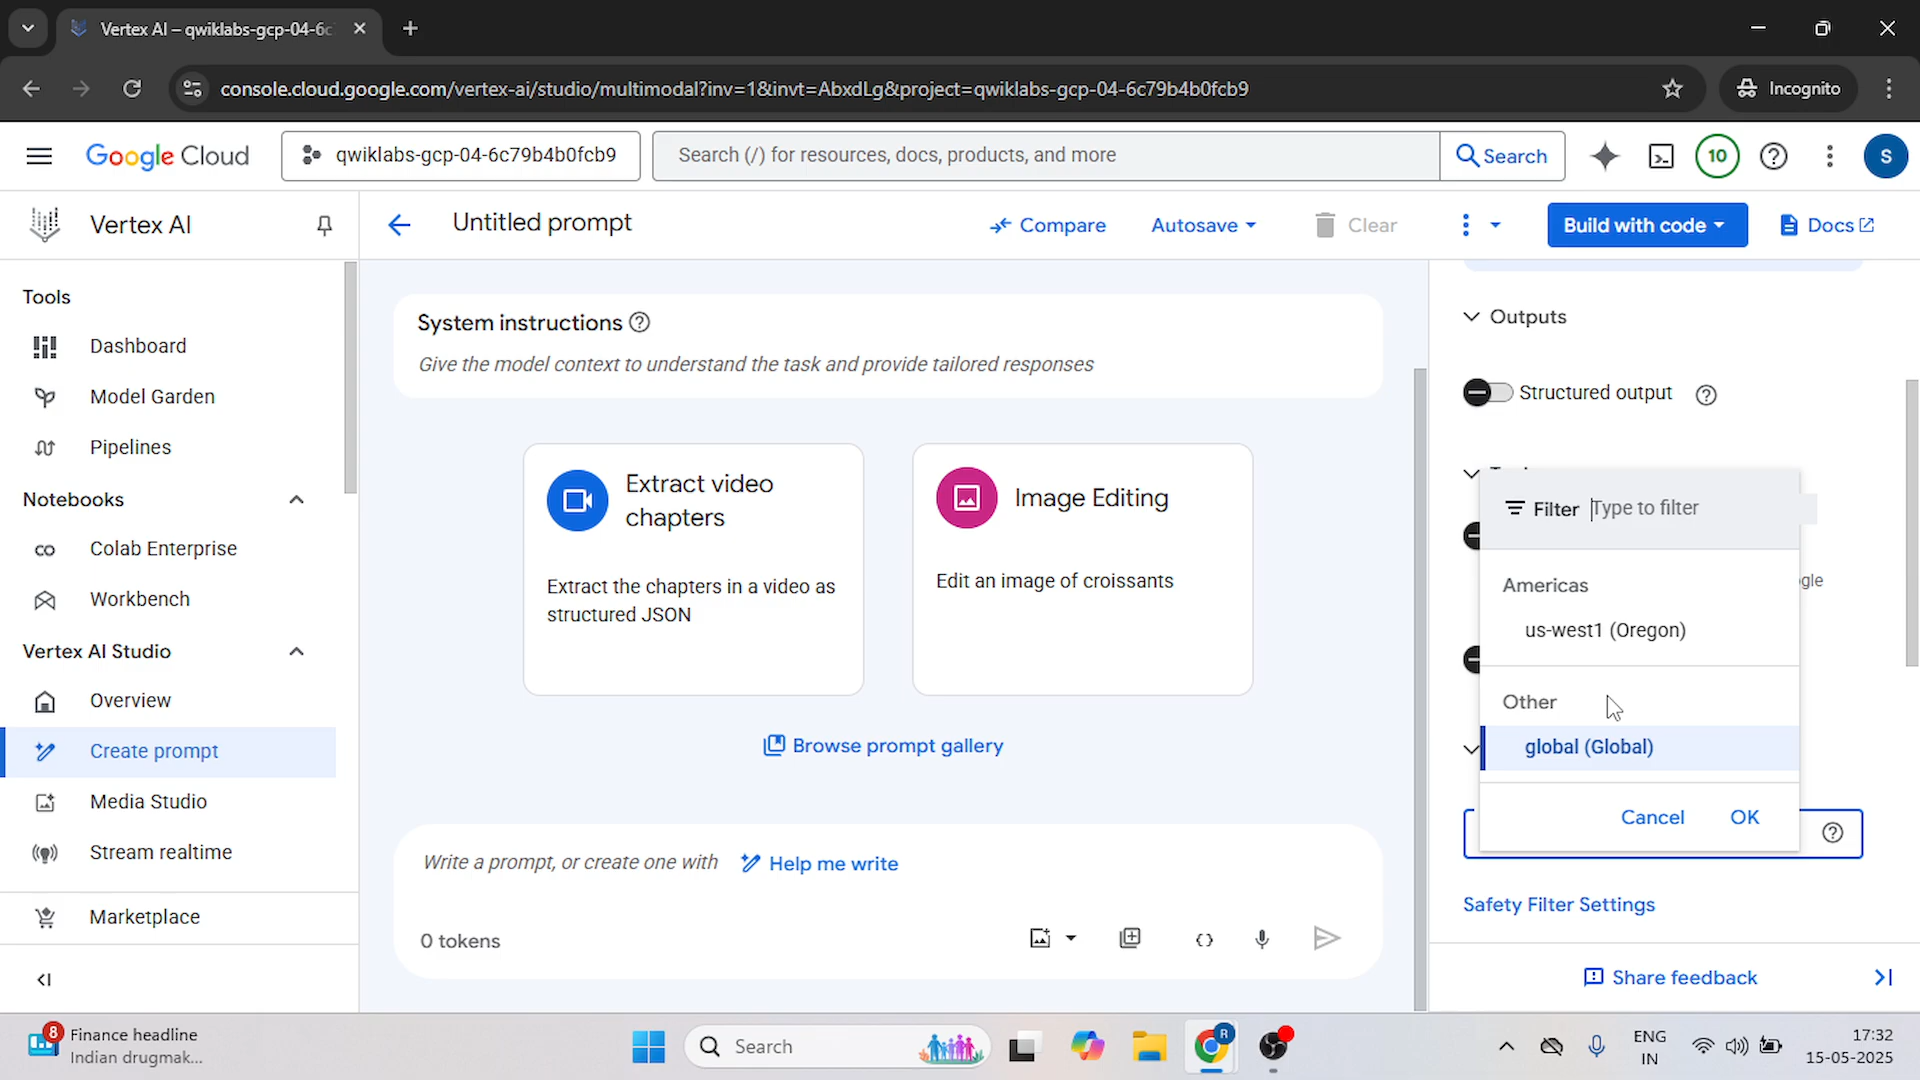 Vertex AI – qwiklabs-gcp-04-6c
console.cloud.google.com/vertex-ai/studio/multimodal?inv=1&invt=AbxdLg&project=qwiklabs-gcp-04-6c79b4b0fcb9
Incognito
Google Cloud
qwiklabs-gcp-04-6c79b4b0fcb9
Search (/) for resources, docs, products, and more
Search
10
S
Vertex AI
Untitled prompt
Compare
Autosave
Clear
Build with code
Docs
Tools
Dashboard
Model Garden
Pipelines
Notebooks
Colab Enterprise
Workbench
Vertex AI Studio
Overview
Create prompt
Media Studio
Stream realtime
Marketplace
System instructions
Give the model context to understand the task and provide tailored responses
Extract video
chapters
Extract the chapters in a video as
structured JSON
Image Editing
Edit an image of croissants
Browse prompt gallery
Write a prompt, or create one with
Help me write
0 tokens
Outputs
Structured output
Filter
Type to filter
Americas
us-west1 (Oregon)
Other
global (Global)
Cancel
OK
Safety Filter Settings
Share feedback
8
Finance headline
Indian drugmak...
Search
R
ENG
IN
17:32
15-05-2025